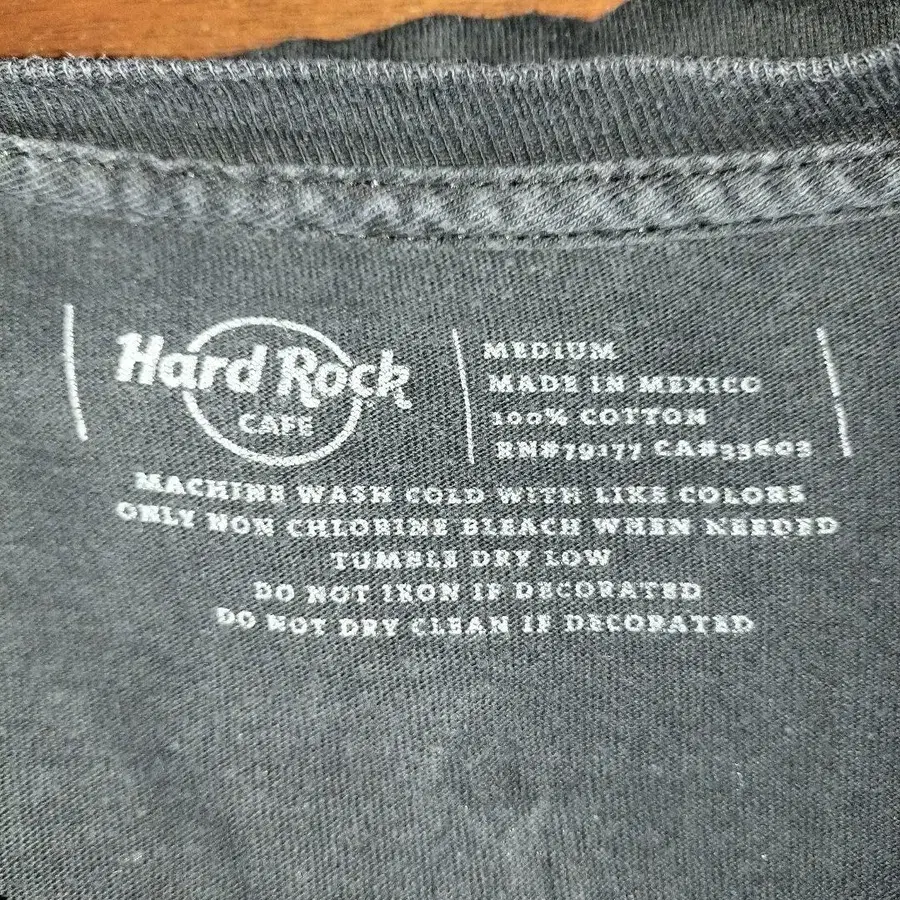 Hard Rock
CAFE
MEDIUM
MADE IN MEXICO
100% COTTON
RN#79177 CA#33603
MACHINE WASH COLD WITH LIKE COLORS
ONLY NON CHLORINE BLEACH WHEN NEEDED
TUMBLE DRY LOW
DO NOT IRON IF DECORATED
DO NOT DRY CLEAN IF DECORATED